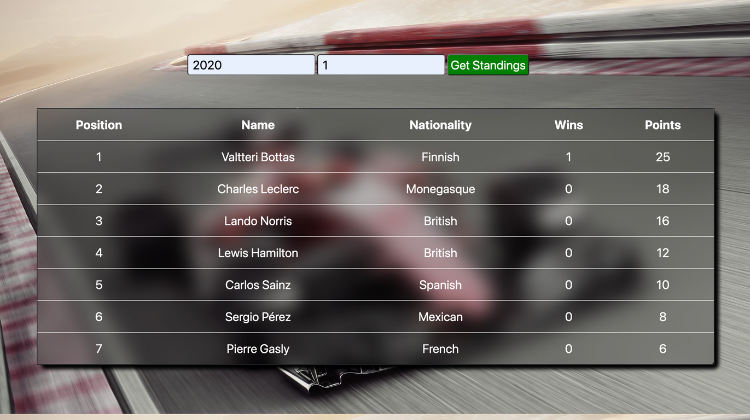 2020 1 Get Standings
Position Name Nationality Wins Points
1 Valtteri Bottas Finnish 1 25
2 Charles Leclerc Monegasque 0 18
3 Lando Norris British 0 16
4 Lewis Hamilton British 0 12
5 Carlos Sainz Spanish 0 10
6 Sergio Pérez Mexican 0 8
7 Pierre Gasly French 0 6